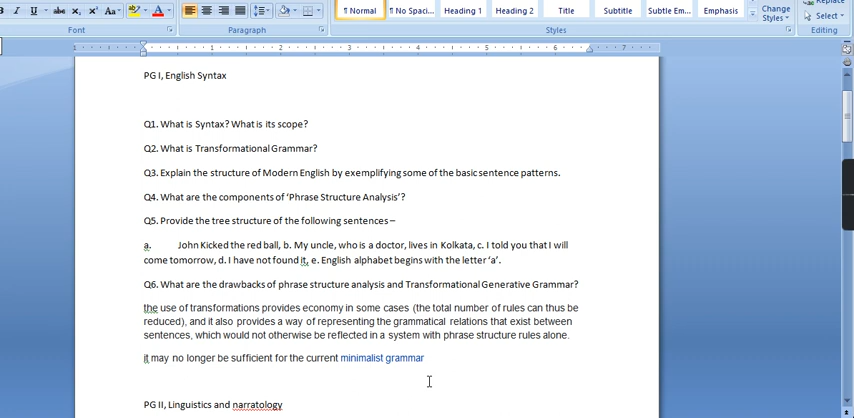 Replace
Normal
No Spaci...
Heading 1
Heading 2
Title
Subtitle
Subtle Em...
Emphasis
Change
Styles
Select
Font
Paragraph
Styles
Editing
PG I, English Syntax
Q1. What is Syntax? What is its scope?
Q2. What is Transformational Grammar?
Q3. Explain the structure of Modern English by exemplifying some of the basic sentence patterns.
Q4. What are the components of ‘Phrase Structure Analysis’?
Q5. Provide the tree structure of the following sentences –
a. John Kicked the red ball, b. My uncle, who is a doctor, lives in Kolkata, c. I told you that I will
come tomorrow, d. I have not found it, e. English alphabet begins with the letter ‘a’.
Q6. What are the drawbacks of phrase structure analysis and Transformational Generative Grammar?
the use of transformations provides economy in some cases (the total number of rules can thus be
reduced), and it also provides a way of representing the grammatical relations that exist between
sentences, which would not otherwise be reflected in a system with phrase structure rules alone.
it may no longer be sufficient for the current minimalist grammar
PG II, Linguistics and narratology